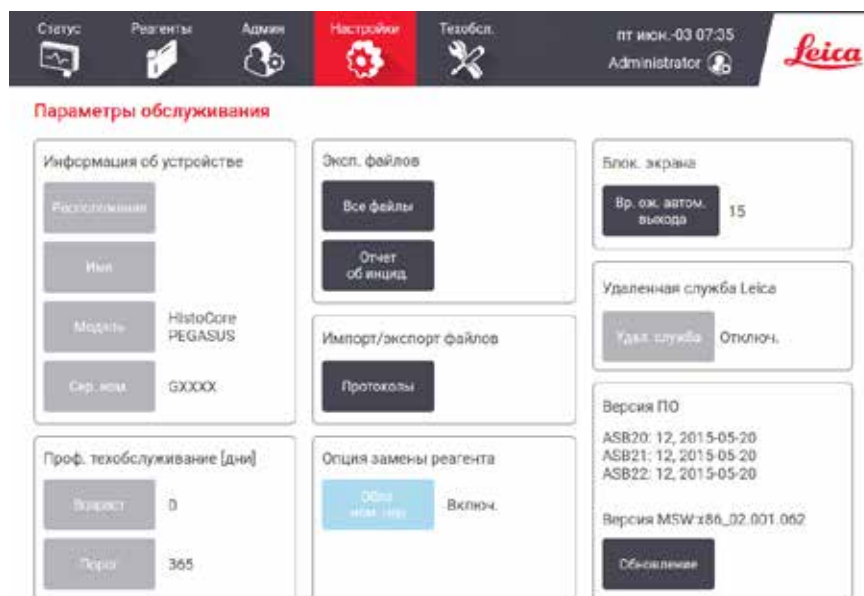 Статус
Реагенты
Админ
Настройки
Техобсл.
пт июн.-03 07:35
Administrator
Leica
Параметры обслуживания
Информация об устройстве
Расположение
Имя
Модель
HistoCore
PEGASUS
Сер. ном.
GXXXX
Проф. техобслуживание [дни]
Возраст
0
Порог
365
Эксп. файлов
Все файлы
Отчет
об инцид.
Импорт/экспорт файлов
Протоколы
Опция замены реагента
Включ.
Блок. экрана
Вр. ож. автом.
выхода
15
Удаленная служба Leica
Удал. служба
Отключ.
Версия ПО
ASB20: 12, 2015-05-20
ASB21: 12, 2015-05-20
ASB22: 12, 2015-05-20
Версия MSW:x86_02.001.062
Обновление